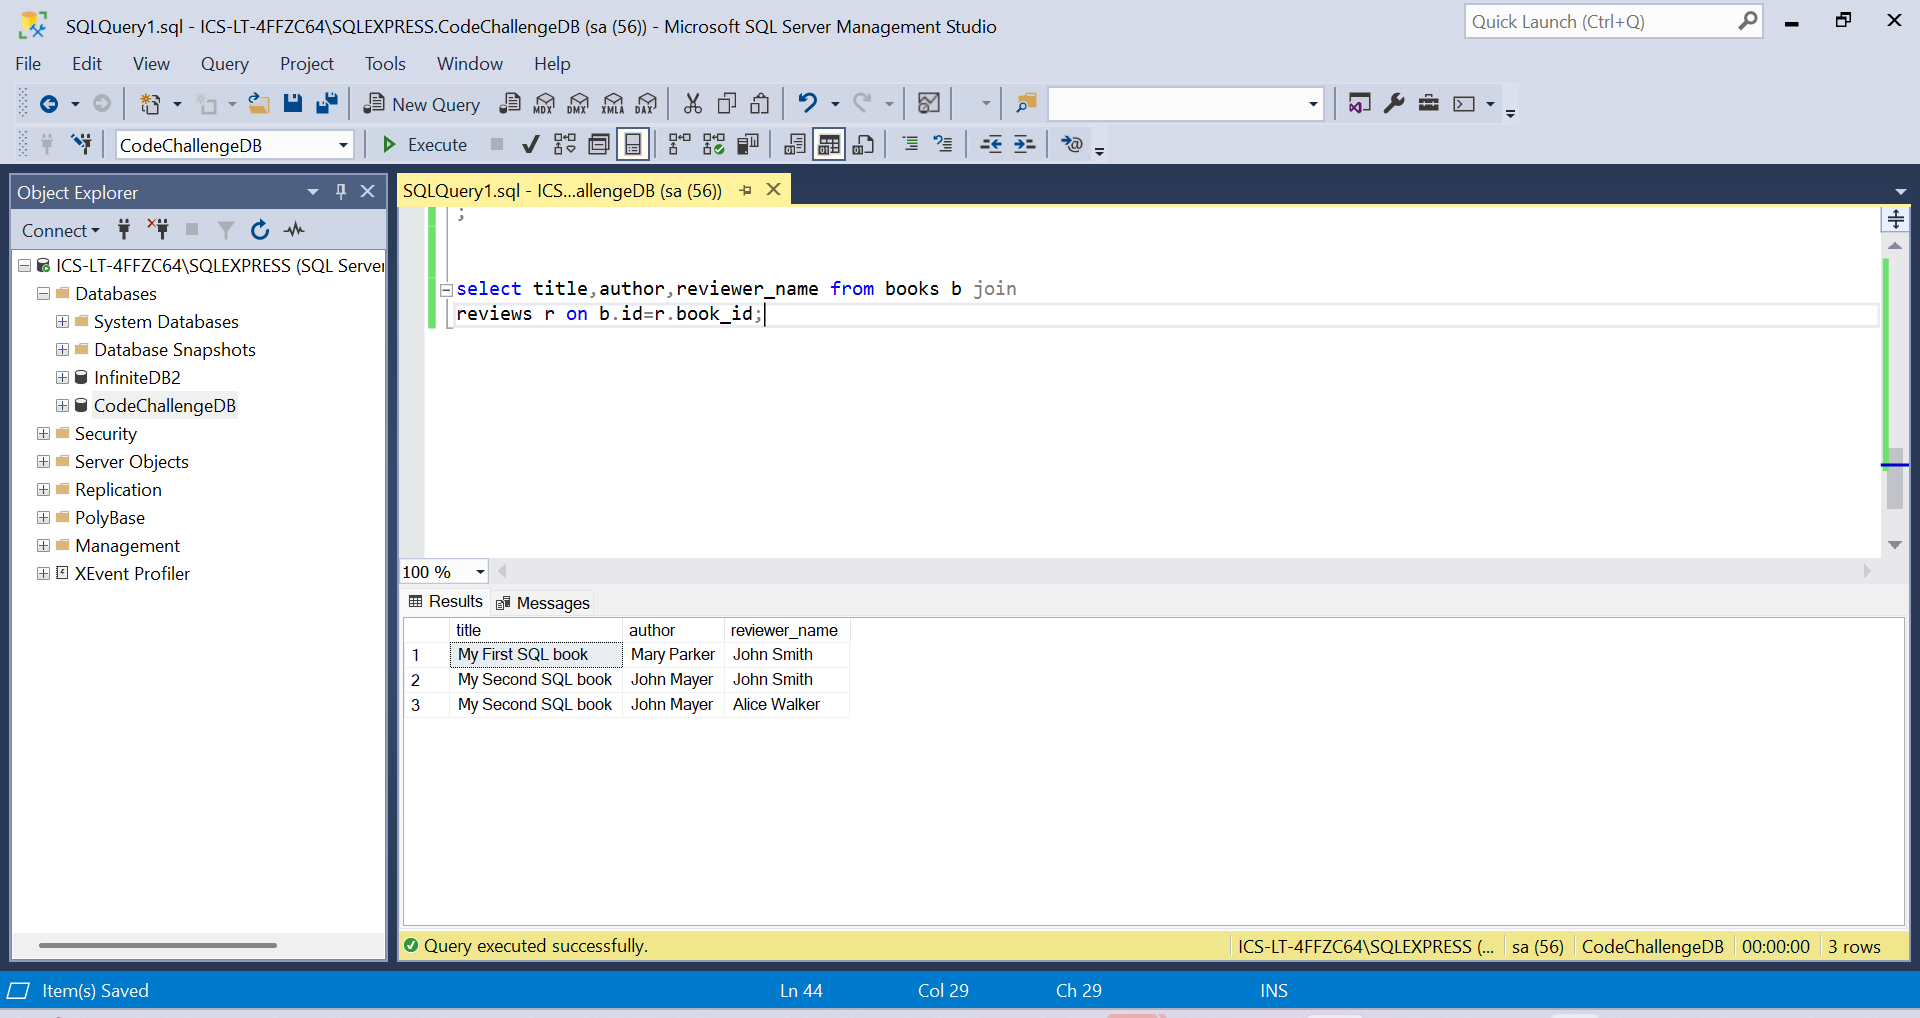 SQLQuery1.sql - ICS-LT-4FFZC64\SQLEXPRESS.CodeChallengeDB (sa (56)) - Microsoft SQL Server Management Studio
Quick Launch (Ctrl+Q)
File Edit View Query Project Tools Window Help
New Query MDX DMX XMLA DAX
CodeChallengeDB Execute
Object Explorer
Connect
ICS-LT-4FFZC64\SQLEXPRESS (SQL Server
Databases
System Databases
Database Snapshots
InfiniteDB2
CodeChallengeDB
Security
Server Objects
Replication
PolyBase
Management
XEvent Profiler
SQLQuery1.sql - ICS...allengeDB (sa (56))
;
select title,author,reviewer_name from books b join
reviews r on b.id=r.book_id;
100 %
Results Messages
title author reviewer_name
1 My First SQL book Mary Parker John Smith
2 My Second SQL book John Mayer John Smith
3 My Second SQL book John Mayer Alice Walker
Query executed successfully. ICS-LT-4FFZC64\SQLEXPRESS (... sa (56) CodeChallengeDB 00:00:00 3 rows
Item(s) Saved Ln 44 Col 29 Ch 29 INS